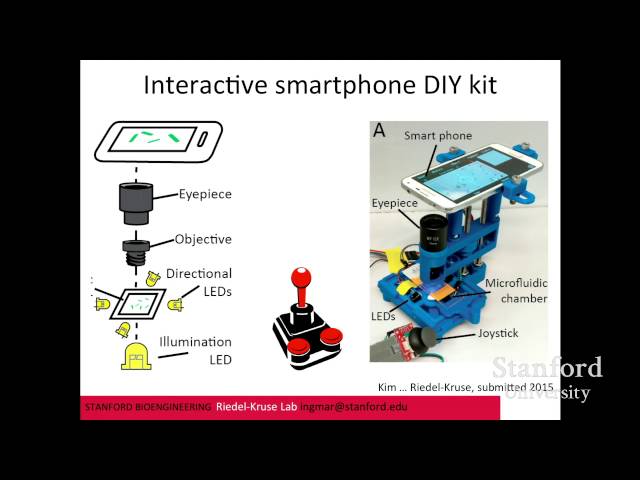 Interactive smartphone DIY kit
Eyepiece
Objective
Directional
LEDs
Illumination
LED
A
Smart phone
Eyepiece
Microfluidic
chamber
LEDs
Joystick
Kim ... Riedel-Kruse, submitted 2015
Stanford
University
STANFORD BIOENGINEERING Riedel-Kruse Lab ingmar@stanford.edu